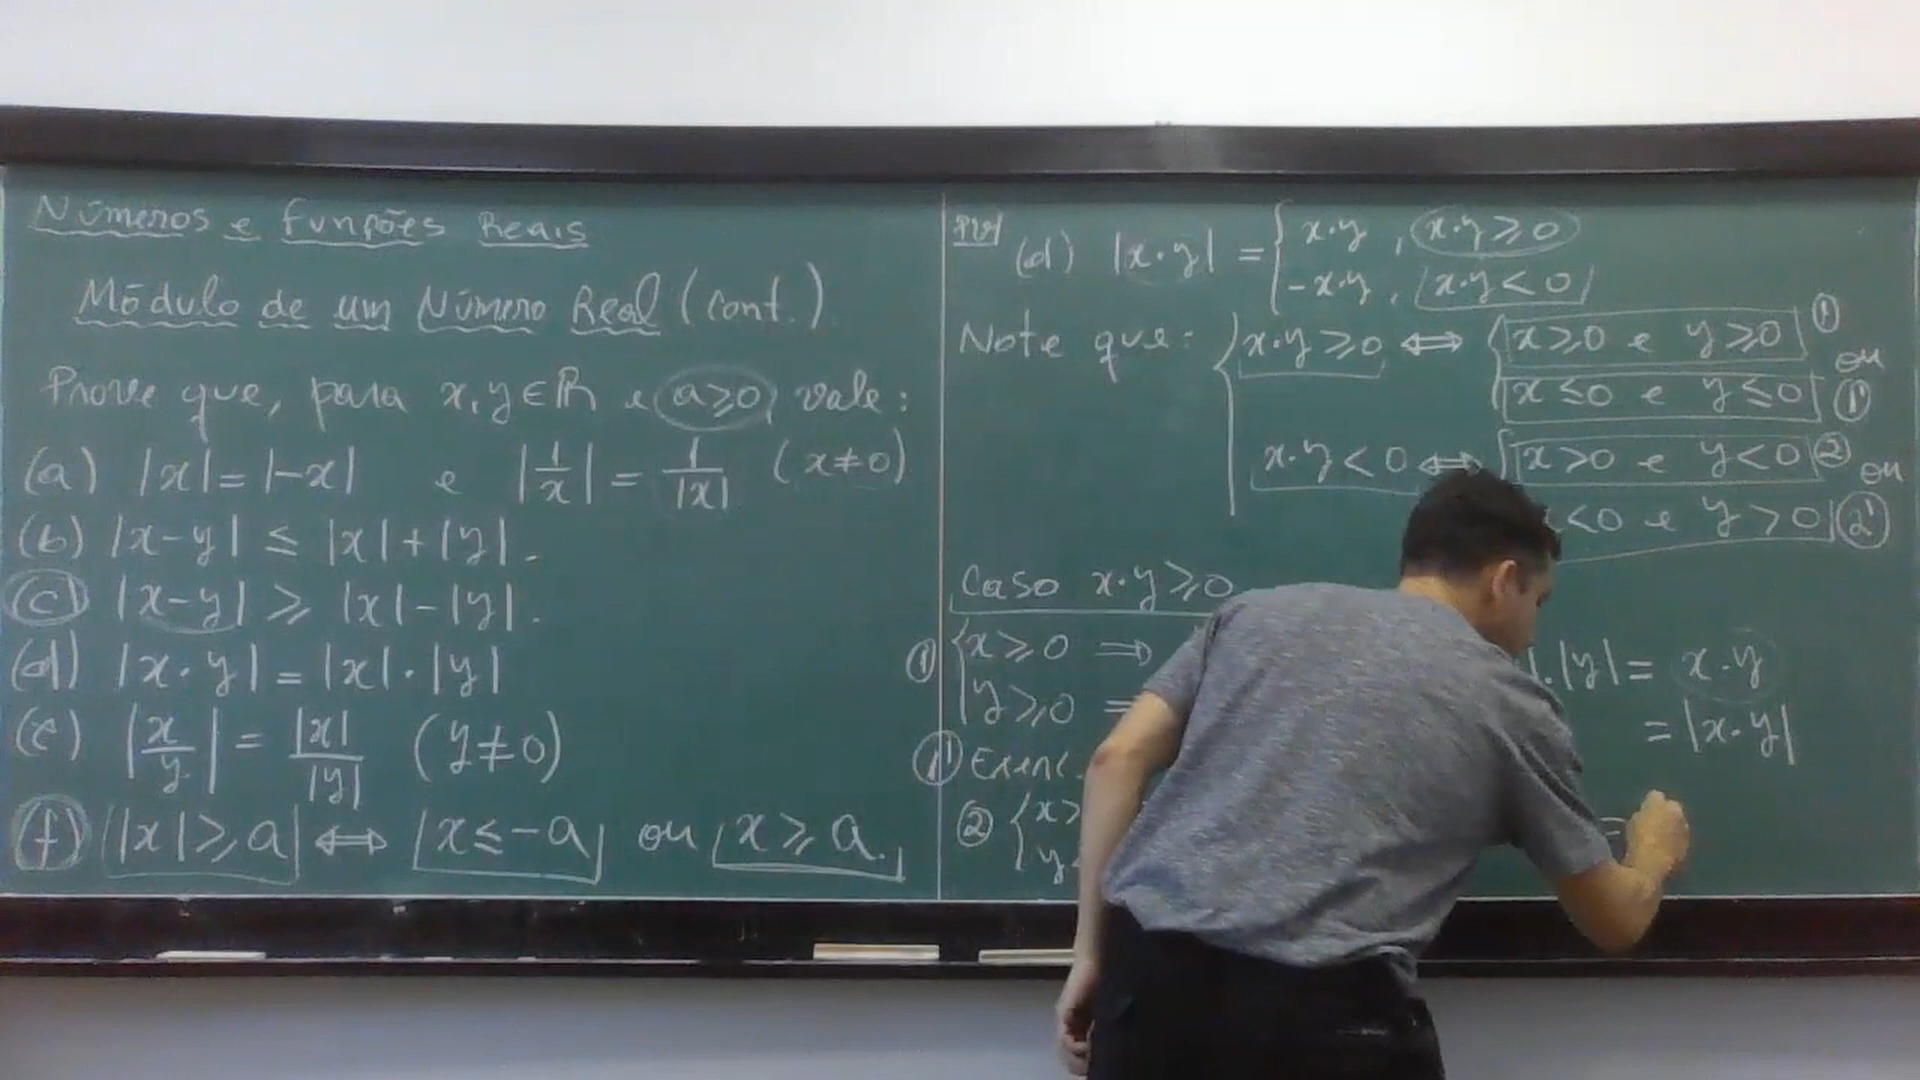 Números e Funções Reais
Módulo de um Número Real (cont.)
Prove que, para x, y ∈ ℝ e a ≥ 0, vale:
(a) |x| = |-x| e |1/x| = 1/|x| (x ≠ 0)
(b) |x-y| ≤ |x| + |y|.
(c) |x-y| ≥ |x| - |y|.
(d) |x·y| = |x|·|y|
(e) |x/y| = |x|/|y| (y ≠ 0)
(f) |x| ≥ a ⟺ x ≤ -a ou x ≥ a.
(d) |x·y| = { x·y , x·y ≥ 0
-x·y , x·y < 0
Note que: { x·y ≥ 0 ⟺ { x ≥ 0 e y ≥ 0 ① ou
x ≤ 0 e y ≤ 0 ①'
x·y < 0 ⟺ { x > 0 e y < 0 ② ou
< 0 e y > 0 ②'
Caso x·y ≥ 0
① { x ≥ 0 ⟹ ·|y| = x·y
y ≥ 0 = = |x·y|
①' Exerc.
② { x >
y <